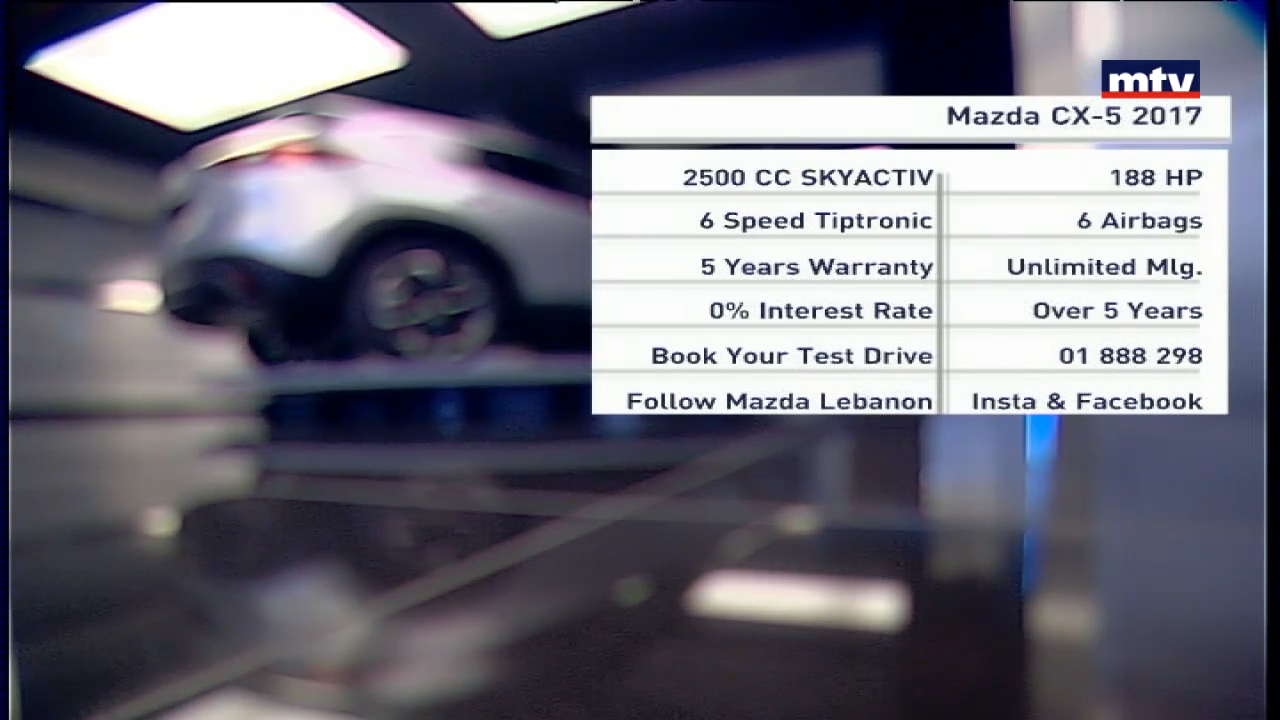 mtv
Mazda CX-5 2017
2500 CC SKYACTIV 188 HP
6 Speed Tiptronic 6 Airbags
5 Years Warranty Unlimited Mlg.
0% Interest Rate Over 5 Years
Book Your Test Drive 01 888 298
Follow Mazda Lebanon Insta & Facebook